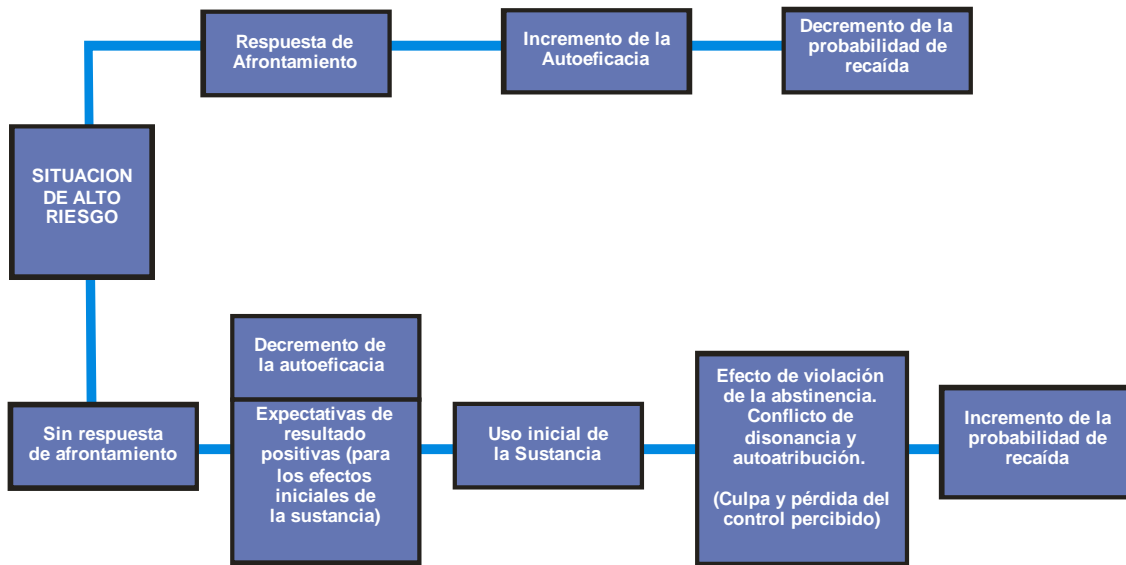 Respuesta de
Afrontamiento
Incremento de la
Autoeficacia
Decremento de la
probabilidad de
recaída
SITUACION
DE ALTO
RIESGO
Sin respuesta
de afrontamiento
Decremento de
la autoeficacia
Expectativas de
resultado
positivas (para
los efectos
iniciales de
la sustancia)
Uso inicial de
la Sustancia
Efecto de violación
de la abstinencia.
Conflicto de
disonancia y
autoatribución.
(Culpa y pérdida del
control percibido)
Incremento de la
probabilidad de
recaída